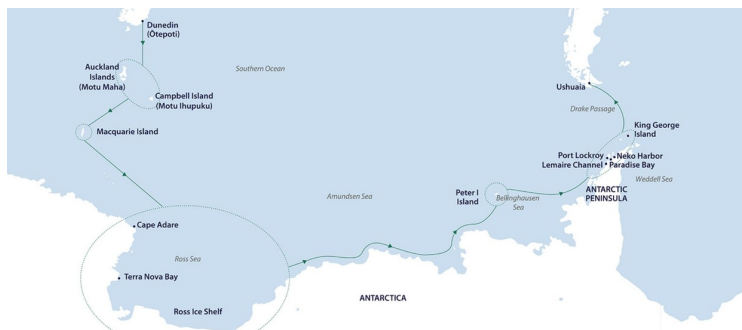 Dunedin
(Ōtepoti)
Auckland
Islands
(Motu Maha)
Southern Ocean
Campbell Island
(Motu Ihupuku)
Macquarie Island
Ushuaia
Drake Passage
King George
Island
Port Lockroy
Neko Harbor
Lemaire Channel
Paradise Bay
Weddell Sea
ANTARCTIC
PENINSULA
Peter I
Island
Bellinghausen
Sea
Amundsen Sea
Cape Adare
Ross Sea
Terra Nova Bay
Ross Ice Shelf
ANTARCTICA